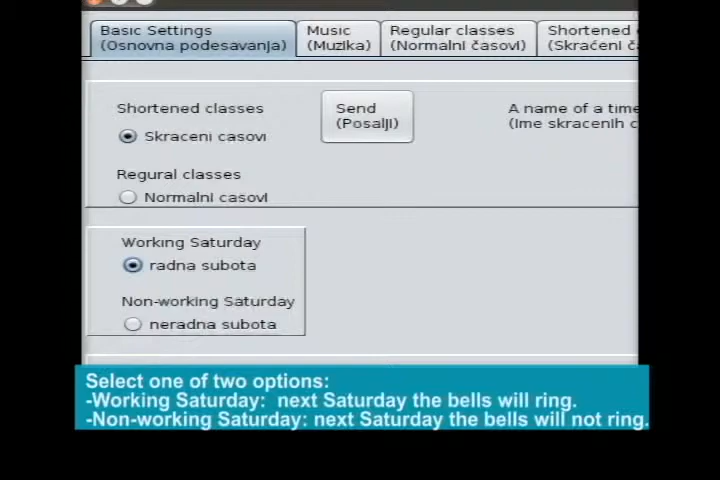 Basic Settings
(Osnovna podesavanja)
Music
(Muzika)
Regular classes
(Normalni časovi)
Shortened
(Skraćeni
Shortened classes
Skraceni casovi
Send
(Posalji)
A name of a time
(Ime skracenih
Regural classes
Normalni casovi
Working Saturday
radna subota
Non-working Saturday
neradna subota
Select one of two options:
-Working Saturday:  next Saturday the bells will ring.
-Non-working Saturday: next Saturday the bells will not ring.